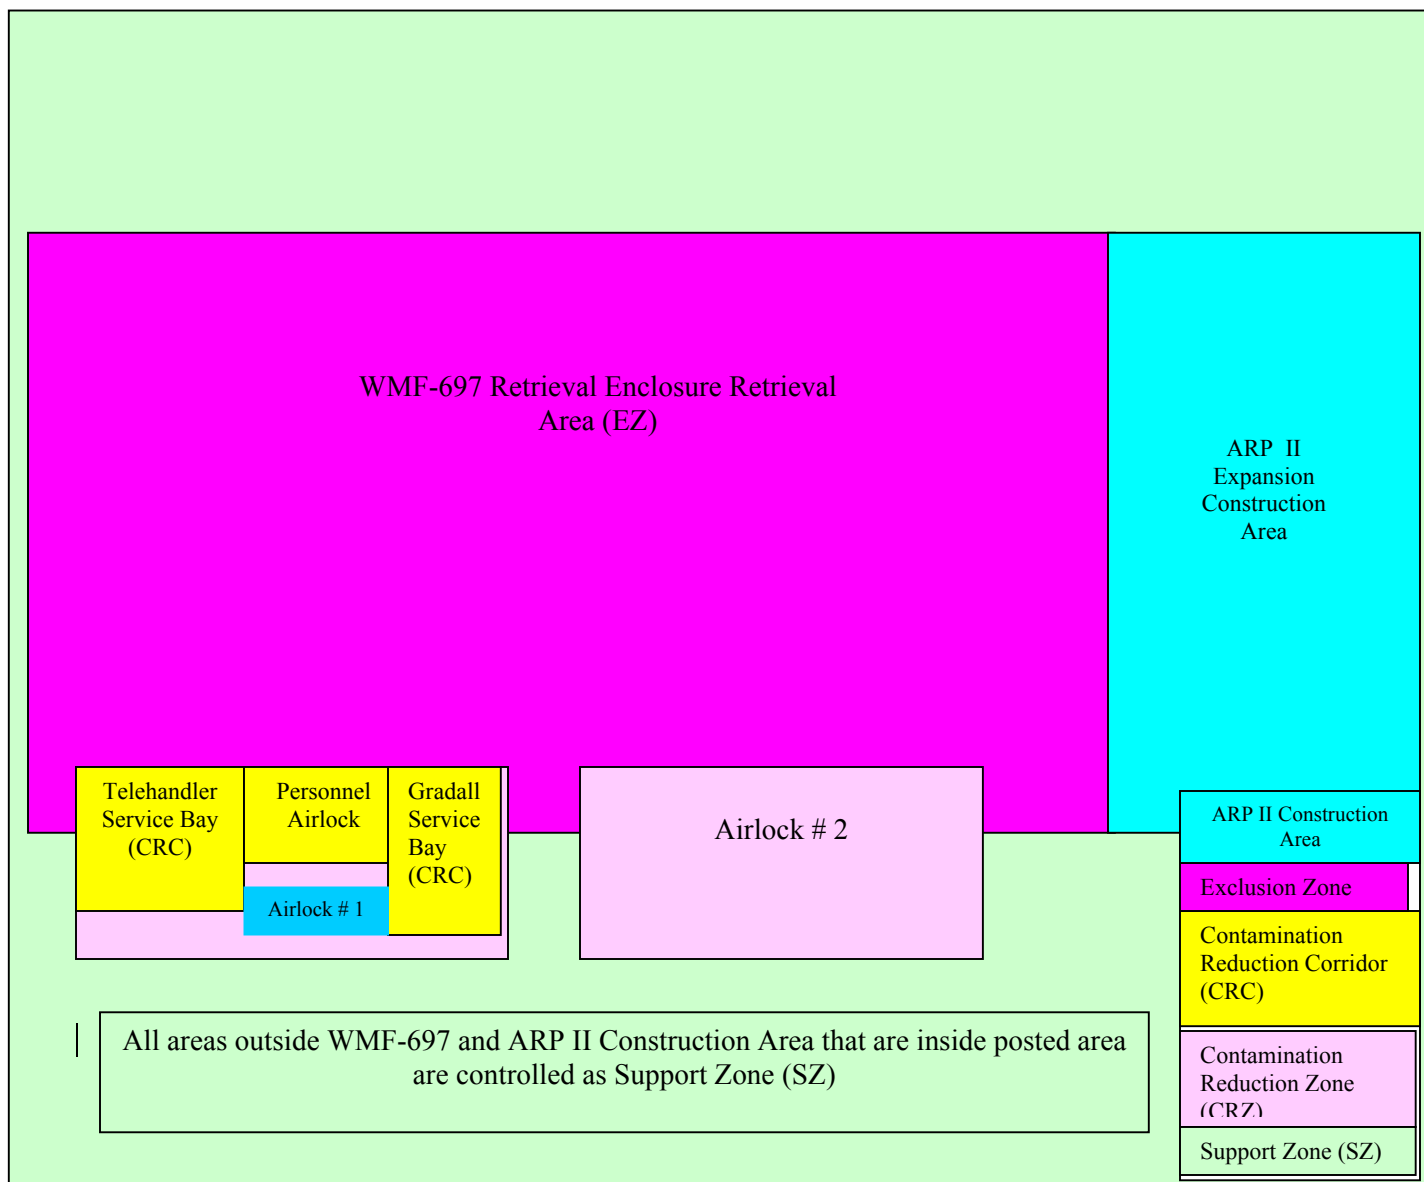 WMF-697 Retrieval Enclosure Retrieval
Area (EZ)
ARP II
Expansion
Construction
Area
Telehandler
Service Bay
(CRC)
Personnel
Airlock
Gradall
Service
Bay
(CRC)
Airlock # 1
Airlock # 2
ARP II Construction
Area
Exclusion Zone
Contamination
Reduction Corridor
(CRC)
Contamination
Reduction Zone
(CRZ)
Support Zone (SZ)
All areas outside WMF-697 and ARP II Construction Area that are inside posted area
are controlled as Support Zone (SZ)